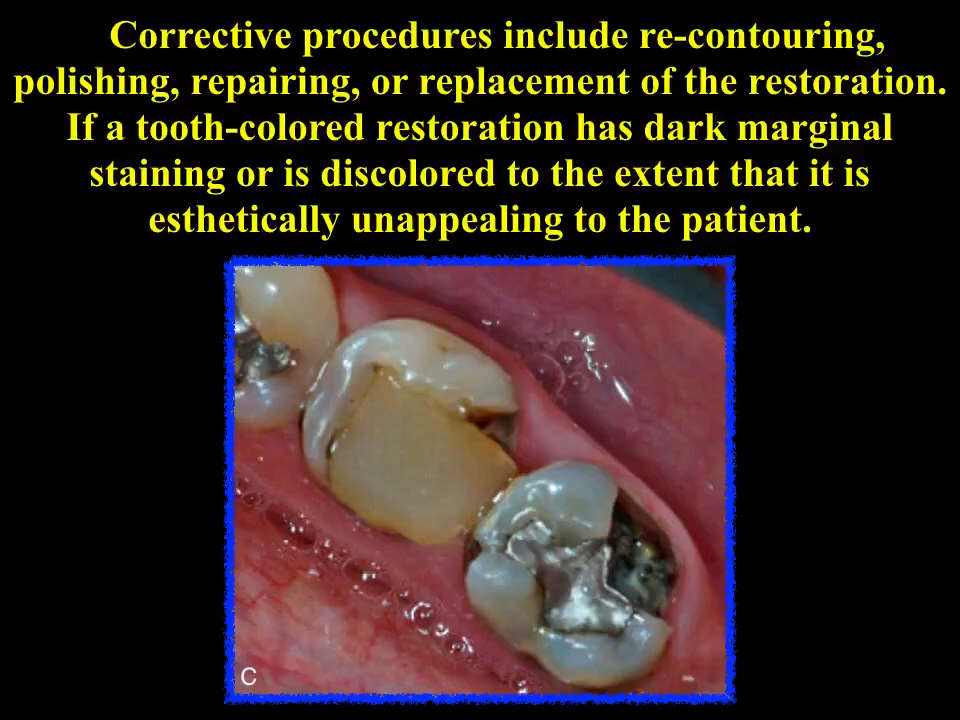 Corrective procedures include re-contouring,
polishing, repairing, or replacement of the restoration.
If a tooth-colored restoration has dark marginal
staining or is discolored to the extent that it is
esthetically unappealing to the patient.
C